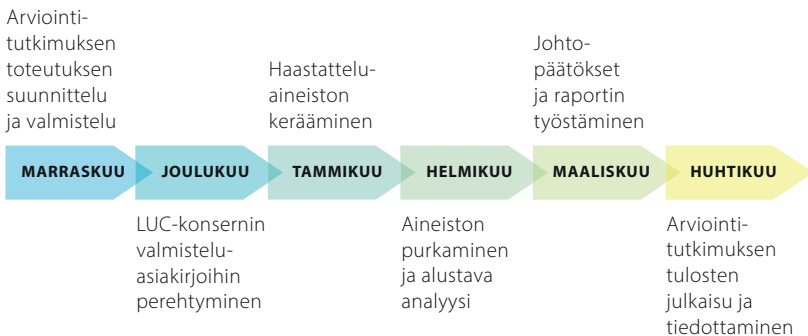 Arviointi-
tutkimuksen
toteutuksen
suunnittelu
ja valmistelu
Haastattelu-
aineiston
kerääminen
Johto-
päätökset
ja raportin
työstäminen
MARRASKUU
JOULUKUU
TAMMIKUU
HELMIKUU
MAALISKUU
HUHTIKUU
LUC-konsernin
valmistelu-
asiakirjoihin
perehtyminen
Aineiston
purkaminen
ja alustava
analyysi
Arviointi-
tutkimuksen
tulosten
julkaisu ja
tiedottaminen